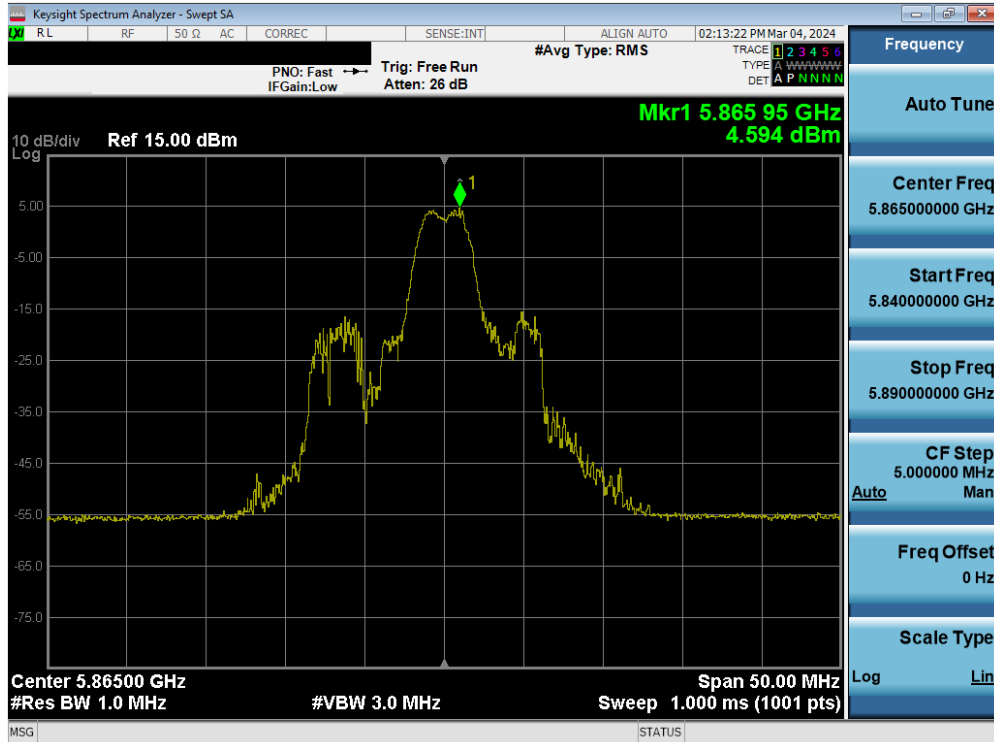 Keysight Spectrum Analyzer - Swept SA
LXI RL RF 50 Ω AC CORREC SENSE:INT ALIGN AUTO 02:13:22 PM Mar 04, 2024
Frequency
#Avg Type: RMS
TRACE 1 2 3 4 5 6
PNO: Fast
Trig: Free Run
TYPE A WWWWW
IFGain:Low
Atten: 26 dB
DET A P N N N N
Mkr1 5.865 95 GHz
4.594 dBm
10 dB/div
Log
Ref 15.00 dBm
1
5.00
-5.00
-15.0
-25.0
-35.0
-45.0
-55.0
-65.0
-75.0
Center 5.86500 GHz
Span 50.00 MHz
#Res BW 1.0 MHz
#VBW 3.0 MHz
Sweep 1.000 ms (1001 pts)
Auto Tune
Center Freq
5.865000000 GHz
Start Freq
5.840000000 GHz
Stop Freq
5.890000000 GHz
CF Step
5.000000 MHz
Auto Man
Freq Offset
0 Hz
Scale Type
Log Lin
MSG
STATUS